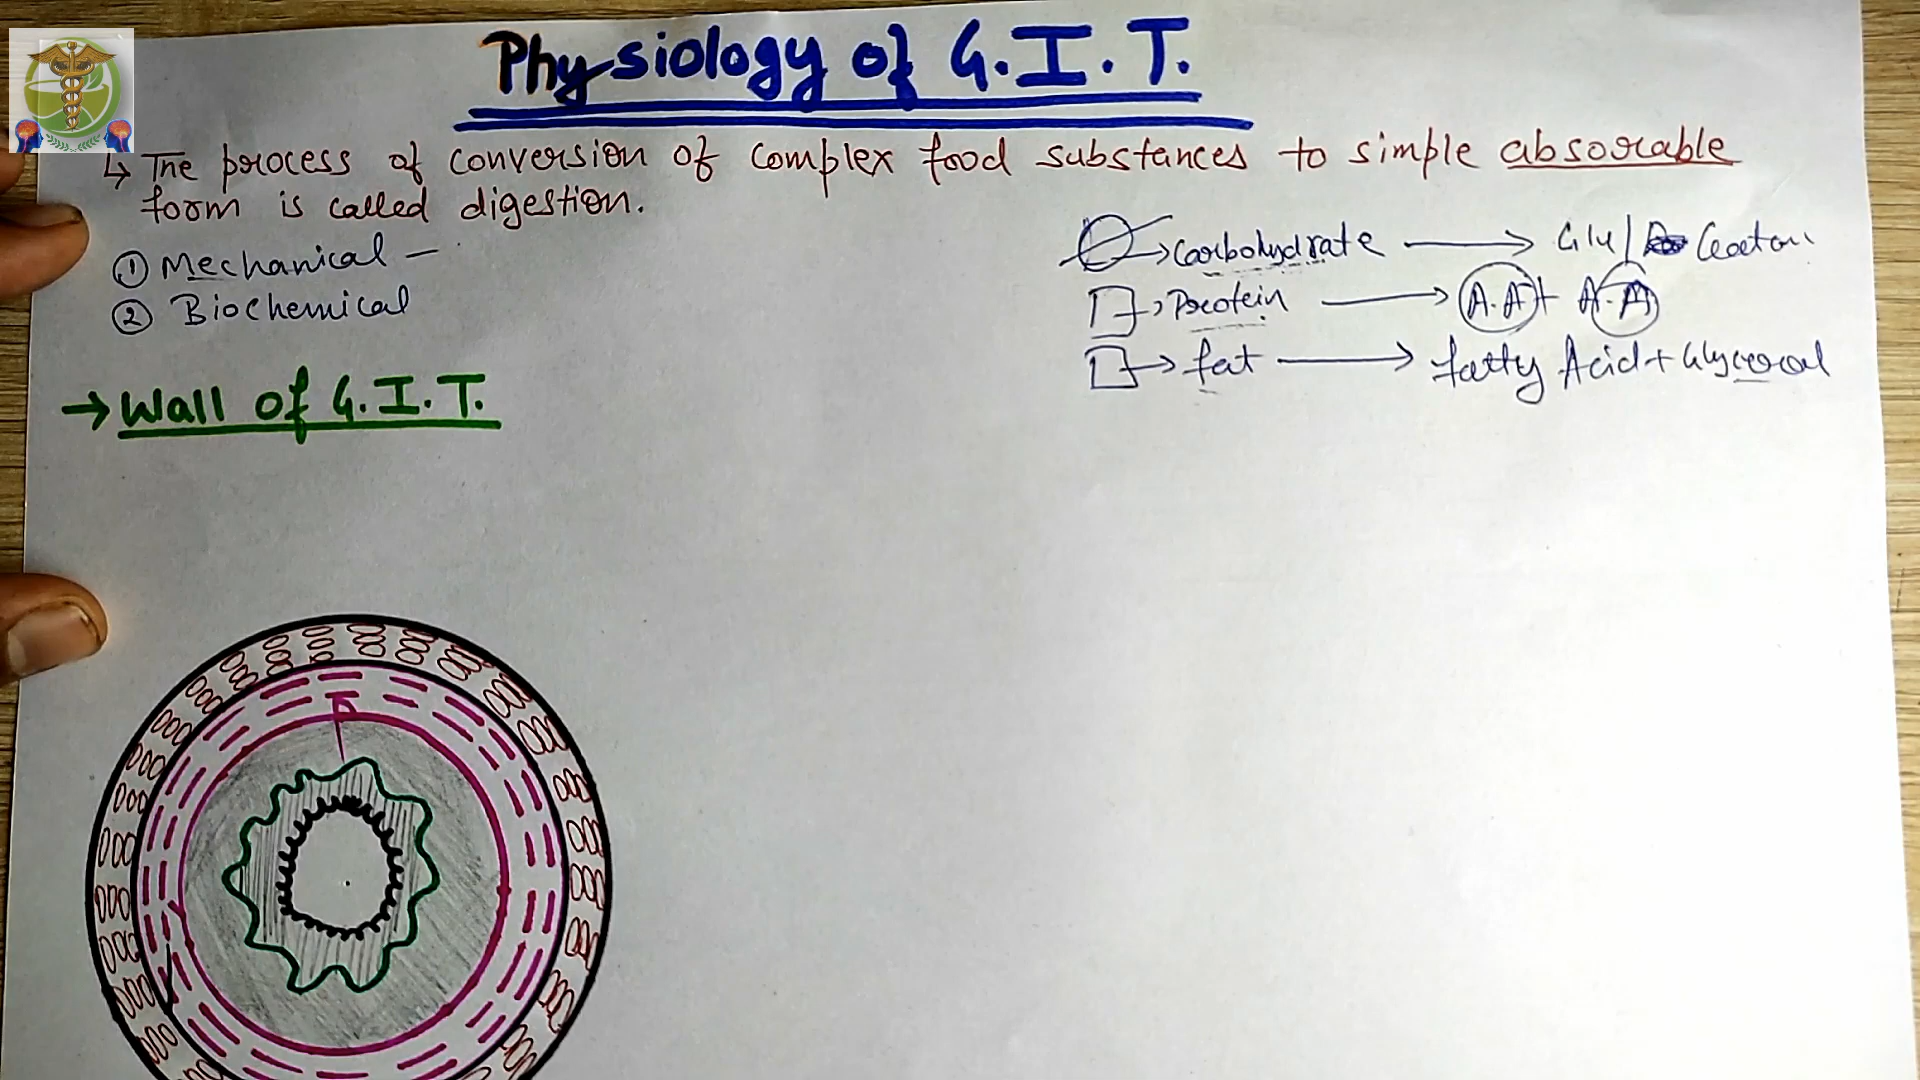 Physiology of G.I.T.
↳ The process of conversion of complex food substances to simple absorable
form is called digestion.
① Mechanical –
② Biochemical
→ Carbohydrate → Glu /
→ Protein → A.A + A.A
→ fat → fatty Acid + Glycerol
→ Wall of G.I.T.